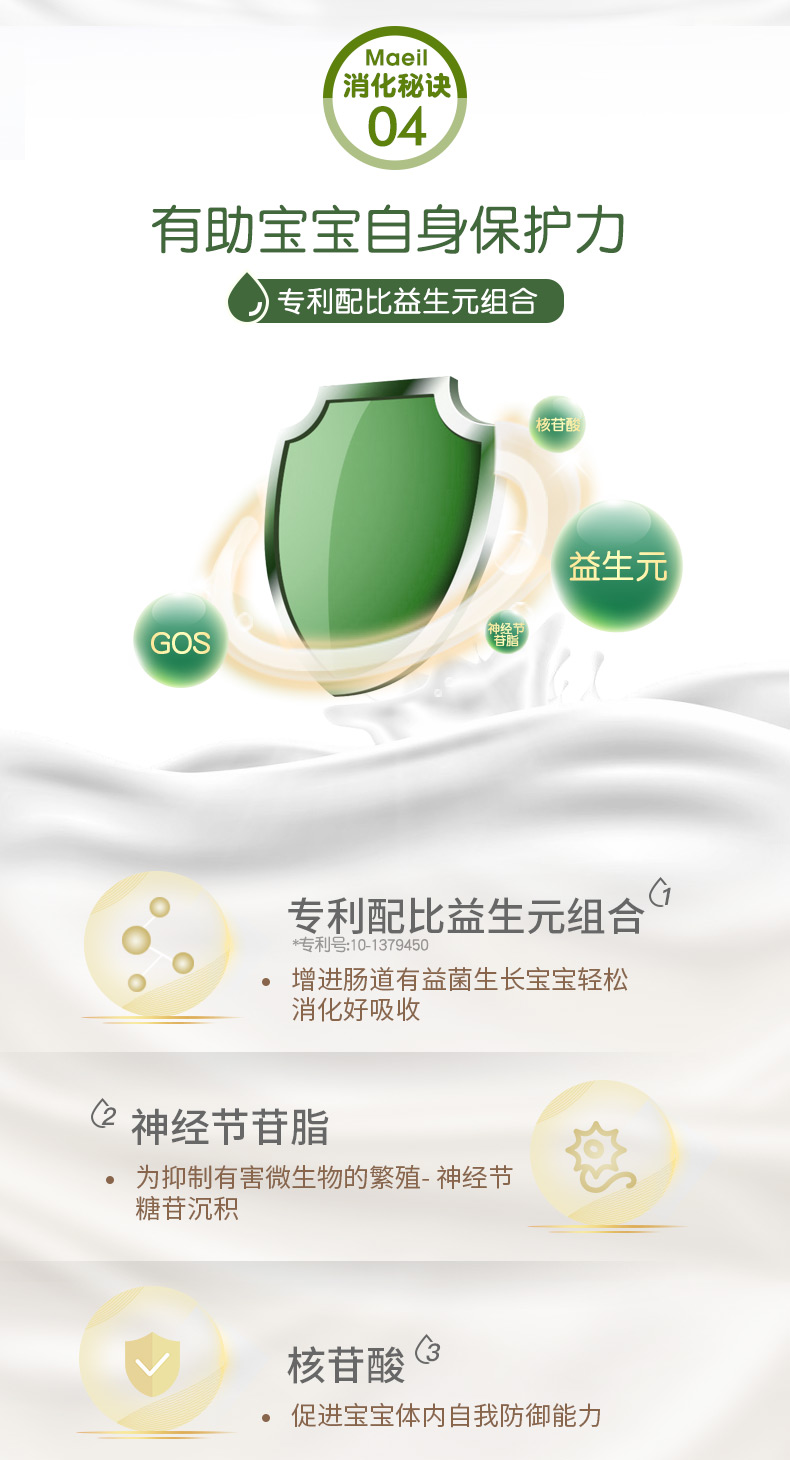 Maeil
消化秘诀
04
有助宝宝自身保护力
专利配比益生元组合
核苷酸
益生元
神经节
苷脂
GOS
专利配比益生元组合 1
*专利号:10-1379450
• 增进肠道有益菌生长宝宝轻松
消化好吸收
2 神经节苷脂
• 为抑制有害微生物的繁殖- 神经节
糖苷沉积
核苷酸 3
• 促进宝宝体内自我防御能力